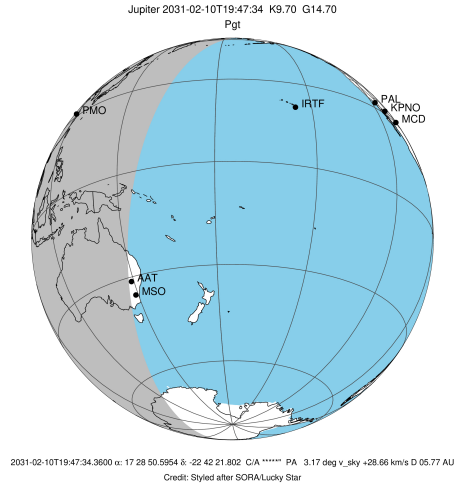 Jupiter 2031-02-10T19:47:34 K9.70 G14.70
Pgt
PMO
IRTF
PAL
KPNO
MCD
AAT
MSO
2031-02-10T19:47:34.3600 α: 17 28 50.5954 δ: -22 42 21.802 C/A *****" PA 3.17 deg v_sky +28.66 km/s D 05.77 AU
Credit: Styled after SORA/Lucky Star